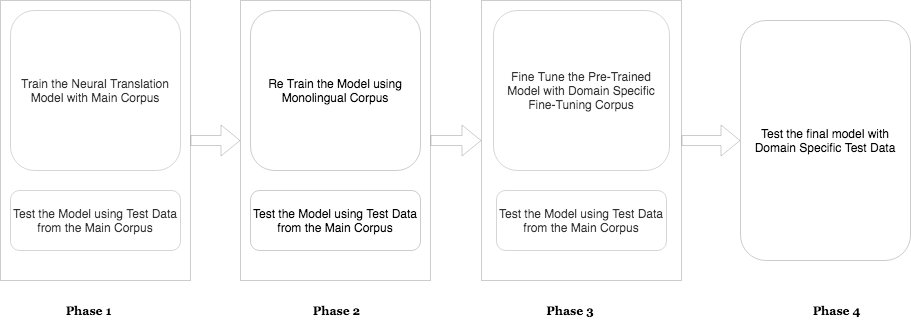 Train the Neural Translation
Model with Main Corpus
Test the Model using Test Data
from the Main Corpus
Phase 1
Re Train the Model using
Monolingual Corpus
Test the Model using Test Data
from the Main Corpus
Phase 2
Fine Tune the Pre-Trained
Model with Domain Specific
Fine-Tuning Corpus
Test the Model using Test Data
from the Main Corpus
Phase 3
Test the final model with
Domain Specific Test Data
Phase 4